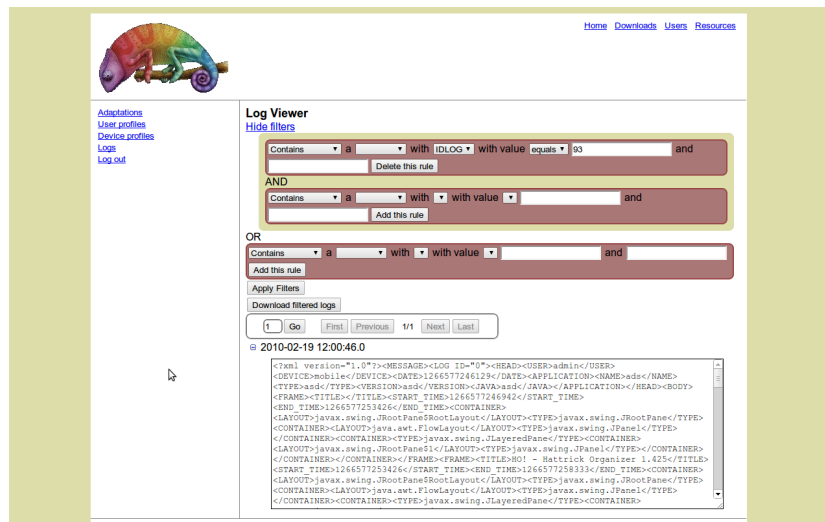 Home Downloads Users Resources
Adaptations
User profiles
Device profiles
Logs
Log out
Log Viewer
Hide filters
Contains a with IDLOG with value equals 93 and
Delete this rule
AND
Contains a with with value and
Add this rule
OR
Contains a with with value and
Add this rule
Apply Filters
Download filtered logs
1 Go First Previous 1/1 Next Last
2010-02-19 12:00:46.0
<?xml version="1.0"?><MESSAGE><LOG ID="0"><HEAD><USER>admin</USER>
<DEVICE>mobile</DEVICE><DATE>1266577246129</DATE><APPLICATION><NAME>ads</NAME>
<TYPE>asd</TYPE><VERSION>asd</VERSION><JAVA>asd</JAVA></APPLICATION></HEAD><BODY>
<FRAME><TITLE></TITLE><START_TIME>1266577246942</START_TIME>
<END_TIME>1266577253426</END_TIME><CONTAINER>
<LAYOUT>javax.swing.JRootPane$RootLayout</LAYOUT><TYPE>javax.swing.JRootPane</TYPE>
<CONTAINER><LAYOUT>java.awt.FlowLayout</LAYOUT><TYPE>javax.swing.JPanel</TYPE>
</CONTAINER><CONTAINER><TYPE>javax.swing.JLayeredPane</TYPE><CONTAINER>
<LAYOUT>javax.swing.JRootPane$1</LAYOUT><TYPE>javax.swing.JPanel</TYPE></CONTAINER>
</CONTAINER></CONTAINER></FRAME><FRAME><TITLE>HO! - Hattrick Organizer 1.425</TITLE>
<START_TIME>1266577253426</START_TIME><END_TIME>1266577258333</END_TIME><CONTAINER>
<LAYOUT>javax.swing.JRootPane$RootLayout</LAYOUT><TYPE>javax.swing.JRootPane</TYPE>
<CONTAINER><LAYOUT>java.awt.FlowLayout</LAYOUT><TYPE>javax.swing.JPanel</TYPE>
</CONTAINER><CONTAINER><TYPE>javax.swing.JLayeredPane</TYPE><CONTAINER>